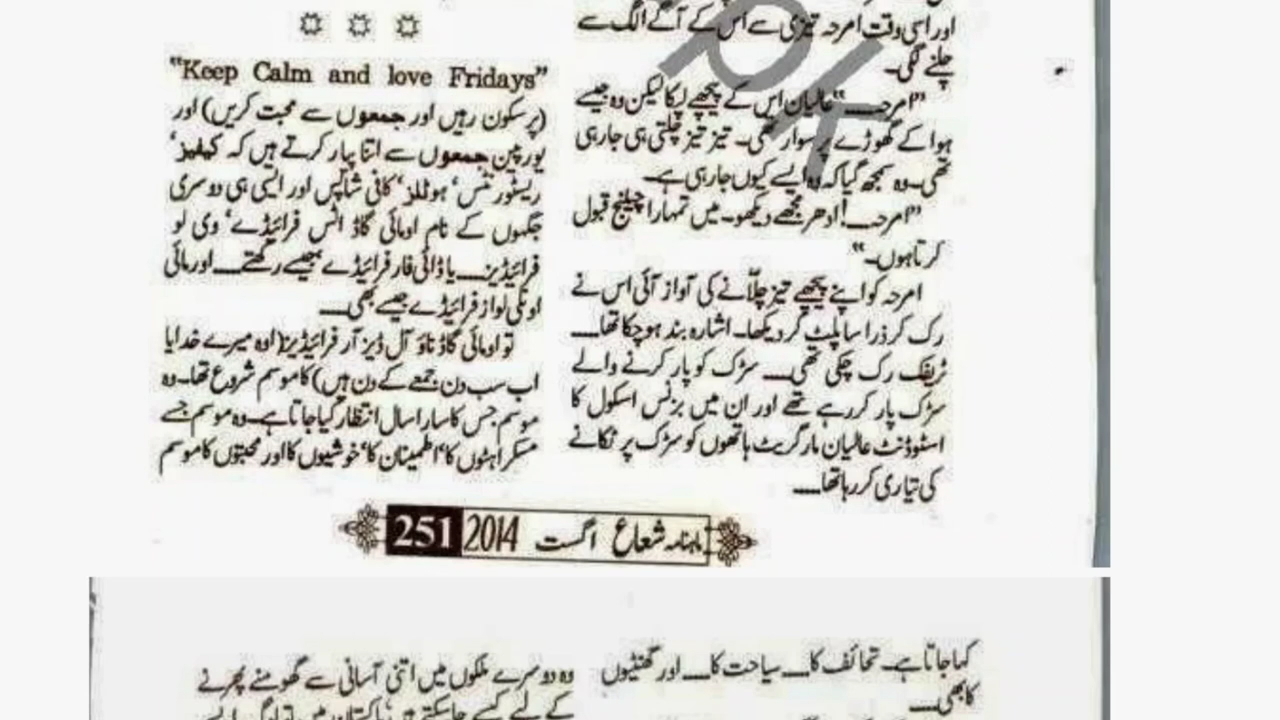 اور اسی وقت امرحہ تیزی سے اس کے آگے الگ سے
چلنے لگی۔
”امرحہ۔۔۔“ عالیان اس کے پیچھے لپکا لیکن وہ جیسے
ہوا کے گھوڑے پر سوار تھی۔ تیز تیز چلتی ہی جا رہی
تھی۔ وہ سمجھ گیا کہ وہ ایسے کیوں جا رہی ہے۔
”امرحہ۔۔! ادھر مجھے دیکھو۔ میں تمہارا چیلنج قبول
کرتا ہوں۔“
امرحہ کو اپنے پیچھے تیز چلّانے کی آواز آئی اس نے
رک کر ذرا سا پلٹ کر دیکھا۔ اشارہ بند ہو چکا تھا۔۔۔
ٹریفک رک چکی تھی۔۔۔ سڑک کو پار کرنے والے
سڑک پار کر رہے تھے اور ان میں بزنس اسکول کا
اسٹوڈنٹ عالیان مارگریٹ ہاتھوں کو سڑک پر ٹکانے
کی تیاری کر رہا تھا۔۔۔
"Keep Calm and love Fridays"
(پر سکون رہیں اور جمعوں سے محبت کریں) اور
یورپین جمعوں سے اتنا پیار کرتے ہیں کہ کیفیز‘
ریسٹورنٹس‘ ہوٹلز‘ کافی شاپس اور ایسی ہی دوسری
جگہوں کے نام اومائی گاڈ اٹس فرائیڈے‘ وی لو
فرائیڈیز۔۔۔ یا ڈائی فار فرائیڈے جیسے رکھتے۔۔۔ اور مائی
اونلی لو از فرائیڈے جیسے بھی۔۔۔
تو اومائی گاڈ ناؤ آل ڈیز آر فرائیڈیز (اوہ میرے خدایا
اب سب دن جمعے کے دن ہیں) کا موسم شروع تھا۔ وہ
موسم جس کا سارا سال انتظار کیا جاتا ہے۔ وہ موسم جسے
مسکراہٹوں کا‘ اطمینان کا‘ خوشیوں کا اور محبتوں کا موسم
ماہنامہ شعاع اگست 2014 251
کہا جاتا ہے۔ تحائف کا۔۔۔ سیاحت کا۔۔۔ اور گھنٹیوں
کا بھی۔۔۔
وہ دوسرے ملکوں میں اتنی آسانی سے گھومنے پھرنے
کے لیے کیسے جا سکتے ہیں‘ پاکستان میں